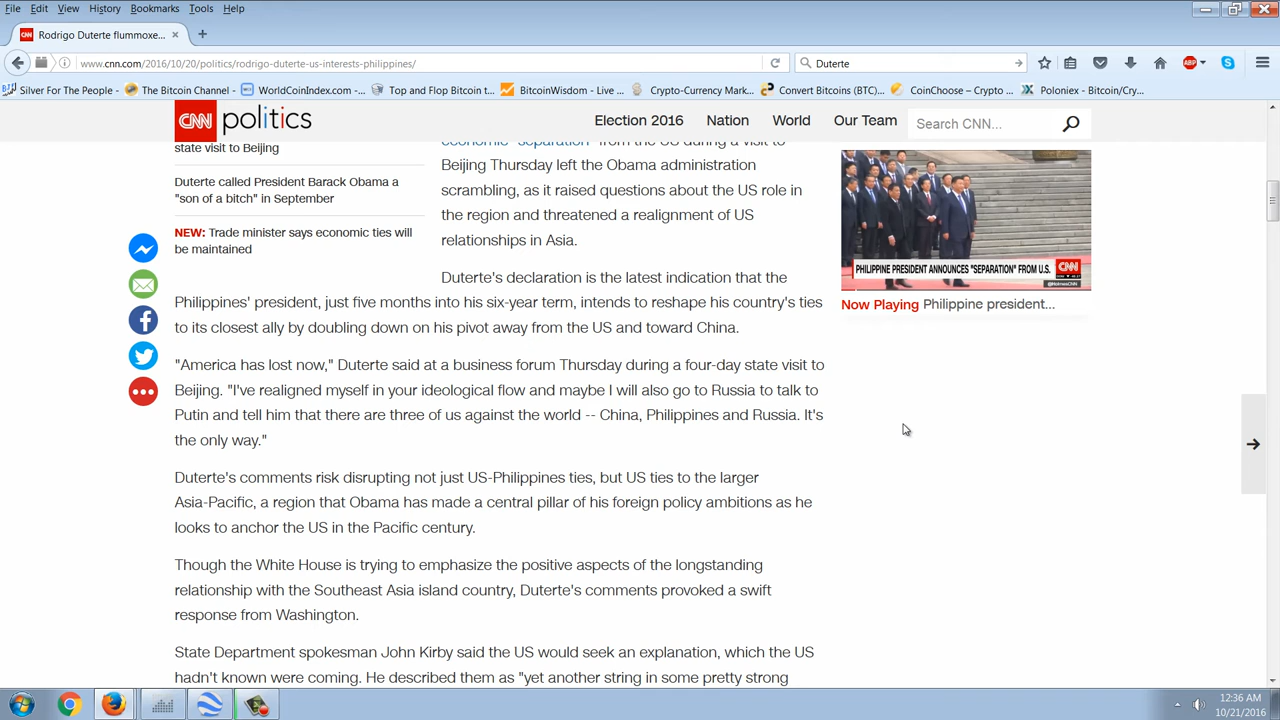 File Edit View History Bookmarks Tools Help
Rodrigo Duterte flummoxe...
www.cnn.com/2016/10/20/politics/rodrigo-duterte-us-interests-philippines/
Duterte
ABP
Silver For The People - The Bitcoin Channel - WorldCoinIndex.com -... Top and Flop Bitcoin t... BitcoinWisdom - Live ... Crypto-Currency Mark... Convert Bitcoins (BTC)... CoinChoose – Crypto ... Poloniex - Bitcoin/Cry...
CNN politics
Election 2016 Nation World Our Team Search CNN...
state visit to Beijing
Duterte called President Barack Obama a
"son of a bitch" in September
NEW: Trade minister says economic ties will
be maintained
economic "separation" from the US during a visit to
Beijing Thursday left the Obama administration
scrambling, as it raised questions about the US role in
the region and threatened a realignment of US
relationships in Asia.
Duterte's declaration is the latest indication that the
Philippines' president, just five months into his six-year term, intends to reshape his country's ties
to its closest ally by doubling down on his pivot away from the US and toward China.
"America has lost now," Duterte said at a business forum Thursday during a four-day state visit to
Beijing. "I've realigned myself in your ideological flow and maybe I will also go to Russia to talk to
Putin and tell him that there are three of us against the world -- China, Philippines and Russia. It's
the only way."
Duterte's comments risk disrupting not just US-Philippines ties, but US ties to the larger
Asia-Pacific, a region that Obama has made a central pillar of his foreign policy ambitions as he
looks to anchor the US in the Pacific century.
Though the White House is trying to emphasize the positive aspects of the longstanding
relationship with the Southeast Asia island country, Duterte's comments provoked a swift
response from Washington.
State Department spokesman John Kirby said the US would seek an explanation, which the US
hadn't known were coming. He described them as "yet another string in some pretty strong
PHILIPPINE PRESIDENT ANNOUNCES "SEPARATION" FROM U.S. CNN
@HolmesCNN
Now Playing Philippine president...
12:36 AM
10/21/2016